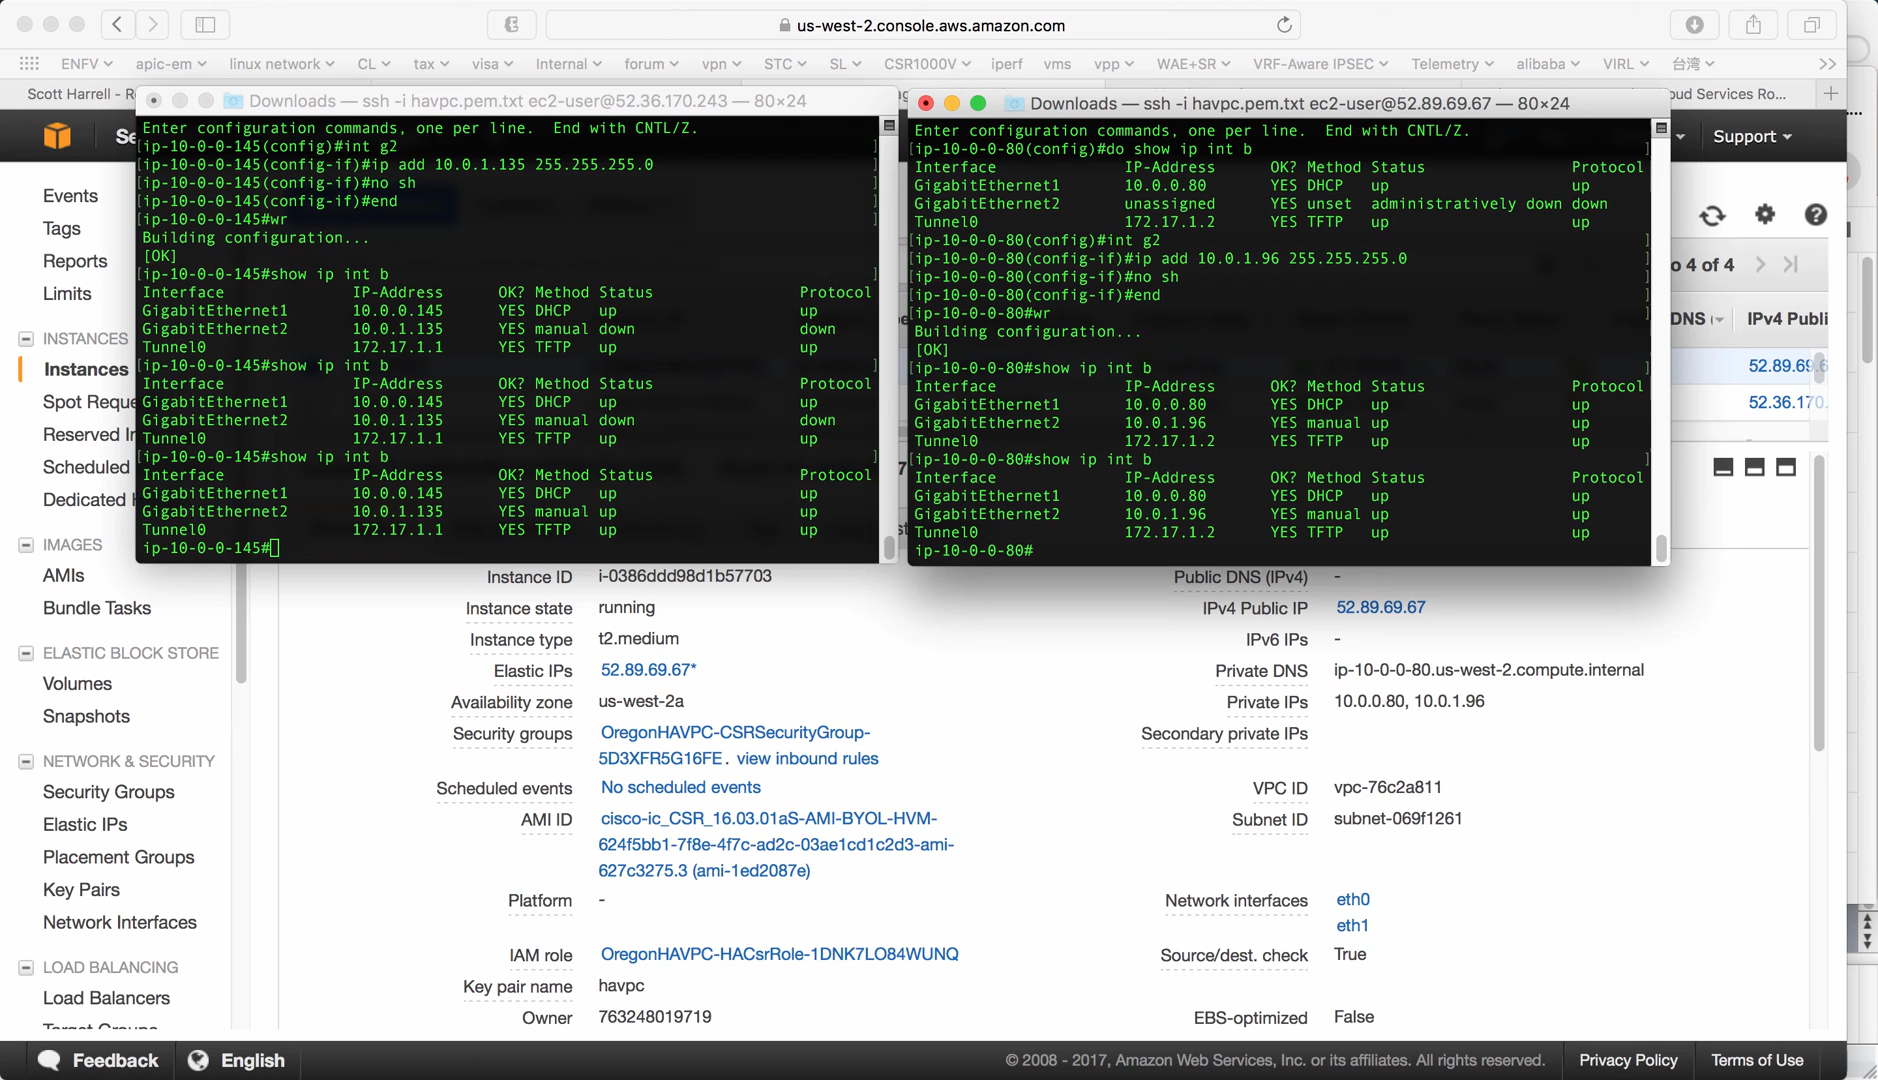 us-west-2.console.aws.amazon.com
ENFV apic-em linux network CL tax visa Internal forum vpn STC SL CSR1000V iperf vms vpp WAE+SR VRF-Aware IPSEC Telemetry alibaba VIRL 台湾
Scott Harrell - R
oud Services Ro...
Support
Downloads — ssh -i havpc.pem.txt ec2-user@52.36.170.243 — 80×24
Enter configuration commands, one per line.  End with CNTL/Z.
[ip-10-0-0-145(config)#int g2 ]
[ip-10-0-0-145(config-if)#ip add 10.0.1.135 255.255.255.0 ]
[ip-10-0-0-145(config-if)#no sh ]
[ip-10-0-0-145(config-if)#end ]
[ip-10-0-0-145#wr ]
Building configuration...
[OK]
[ip-10-0-0-145#show ip int b ]
Interface IP-Address OK? Method Status Protocol
GigabitEthernet1 10.0.0.145 YES DHCP up up
GigabitEthernet2 10.0.1.135 YES manual down down
Tunnel0 172.17.1.1 YES TFTP up up
[ip-10-0-0-145#show ip int b ]
Interface IP-Address OK? Method Status Protocol
GigabitEthernet1 10.0.0.145 YES DHCP up up
GigabitEthernet2 10.0.1.135 YES manual down down
Tunnel0 172.17.1.1 YES TFTP up up
[ip-10-0-0-145#show ip int b ]
Interface IP-Address OK? Method Status Protocol
GigabitEthernet1 10.0.0.145 YES DHCP up up
GigabitEthernet2 10.0.1.135 YES manual up up
Tunnel0 172.17.1.1 YES TFTP up up
ip-10-0-0-145#
Downloads — ssh -i havpc.pem.txt ec2-user@52.89.69.67 — 80×24
Enter configuration commands, one per line.  End with CNTL/Z.
[ip-10-0-0-80(config)#do show ip int b ]
Interface IP-Address OK? Method Status Protocol
GigabitEthernet1 10.0.0.80 YES DHCP up up
GigabitEthernet2 unassigned YES unset administratively down down
Tunnel0 172.17.1.2 YES TFTP up up
[ip-10-0-0-80(config)#int g2 ]
[ip-10-0-0-80(config-if)#ip add 10.0.1.96 255.255.255.0 ]
[ip-10-0-0-80(config-if)#no sh ]
[ip-10-0-0-80(config-if)#end ]
[ip-10-0-0-80#wr ]
Building configuration...
[OK]
[ip-10-0-0-80#show ip int b ]
Interface IP-Address OK? Method Status Protocol
GigabitEthernet1 10.0.0.80 YES DHCP up up
GigabitEthernet2 10.0.1.96 YES manual up up
Tunnel0 172.17.1.2 YES TFTP up up
[ip-10-0-0-80#show ip int b ]
Interface IP-Address OK? Method Status Protocol
GigabitEthernet1 10.0.0.80 YES DHCP up up
GigabitEthernet2 10.0.1.96 YES manual up up
Tunnel0 172.17.1.2 YES TFTP up up
ip-10-0-0-80#
Se
o 4 of 4
DNS ( IPv4 Publi
52.89.69.6
52.36.170.
Events
Tags
Reports
Limits
INSTANCES
Instances
Spot Reque
Reserved In
Scheduled
Dedicated H
IMAGES
AMIs
Bundle Tasks
ELASTIC BLOCK STORE
Volumes
Snapshots
NETWORK & SECURITY
Security Groups
Elastic IPs
Placement Groups
Key Pairs
Network Interfaces
LOAD BALANCING
Load Balancers
Target Groups
Instance ID i-0386ddd98d1b57703
Instance state running
Instance type t2.medium
Elastic IPs 52.89.69.67*
Availability zone us-west-2a
Security groups OregonHAVPC-CSRSecurityGroup-
5D3XFR5G16FE. view inbound rules
Scheduled events No scheduled events
AMI ID cisco-ic_CSR_16.03.01aS-AMI-BYOL-HVM-
624f5bb1-7f8e-4f7c-ad2c-03ae1cd1c2d3-ami-
627c3275.3 (ami-1ed2087e)
Platform -
IAM role OregonHAVPC-HACsrRole-1DNK7LO84WUNQ
Key pair name havpc
Owner 763248019719
Public DNS (IPv4) -
IPv4 Public IP 52.89.69.67
IPv6 IPs -
Private DNS ip-10-0-0-80.us-west-2.compute.internal
Private IPs 10.0.0.80, 10.0.1.96
Secondary private IPs
VPC ID vpc-76c2a811
Subnet ID subnet-069f1261
Network interfaces eth0
eth1
Source/dest. check True
EBS-optimized False
Feedback English © 2008 - 2017, Amazon Web Services, Inc. or its affiliates. All rights reserved. Privacy Policy Terms of Use